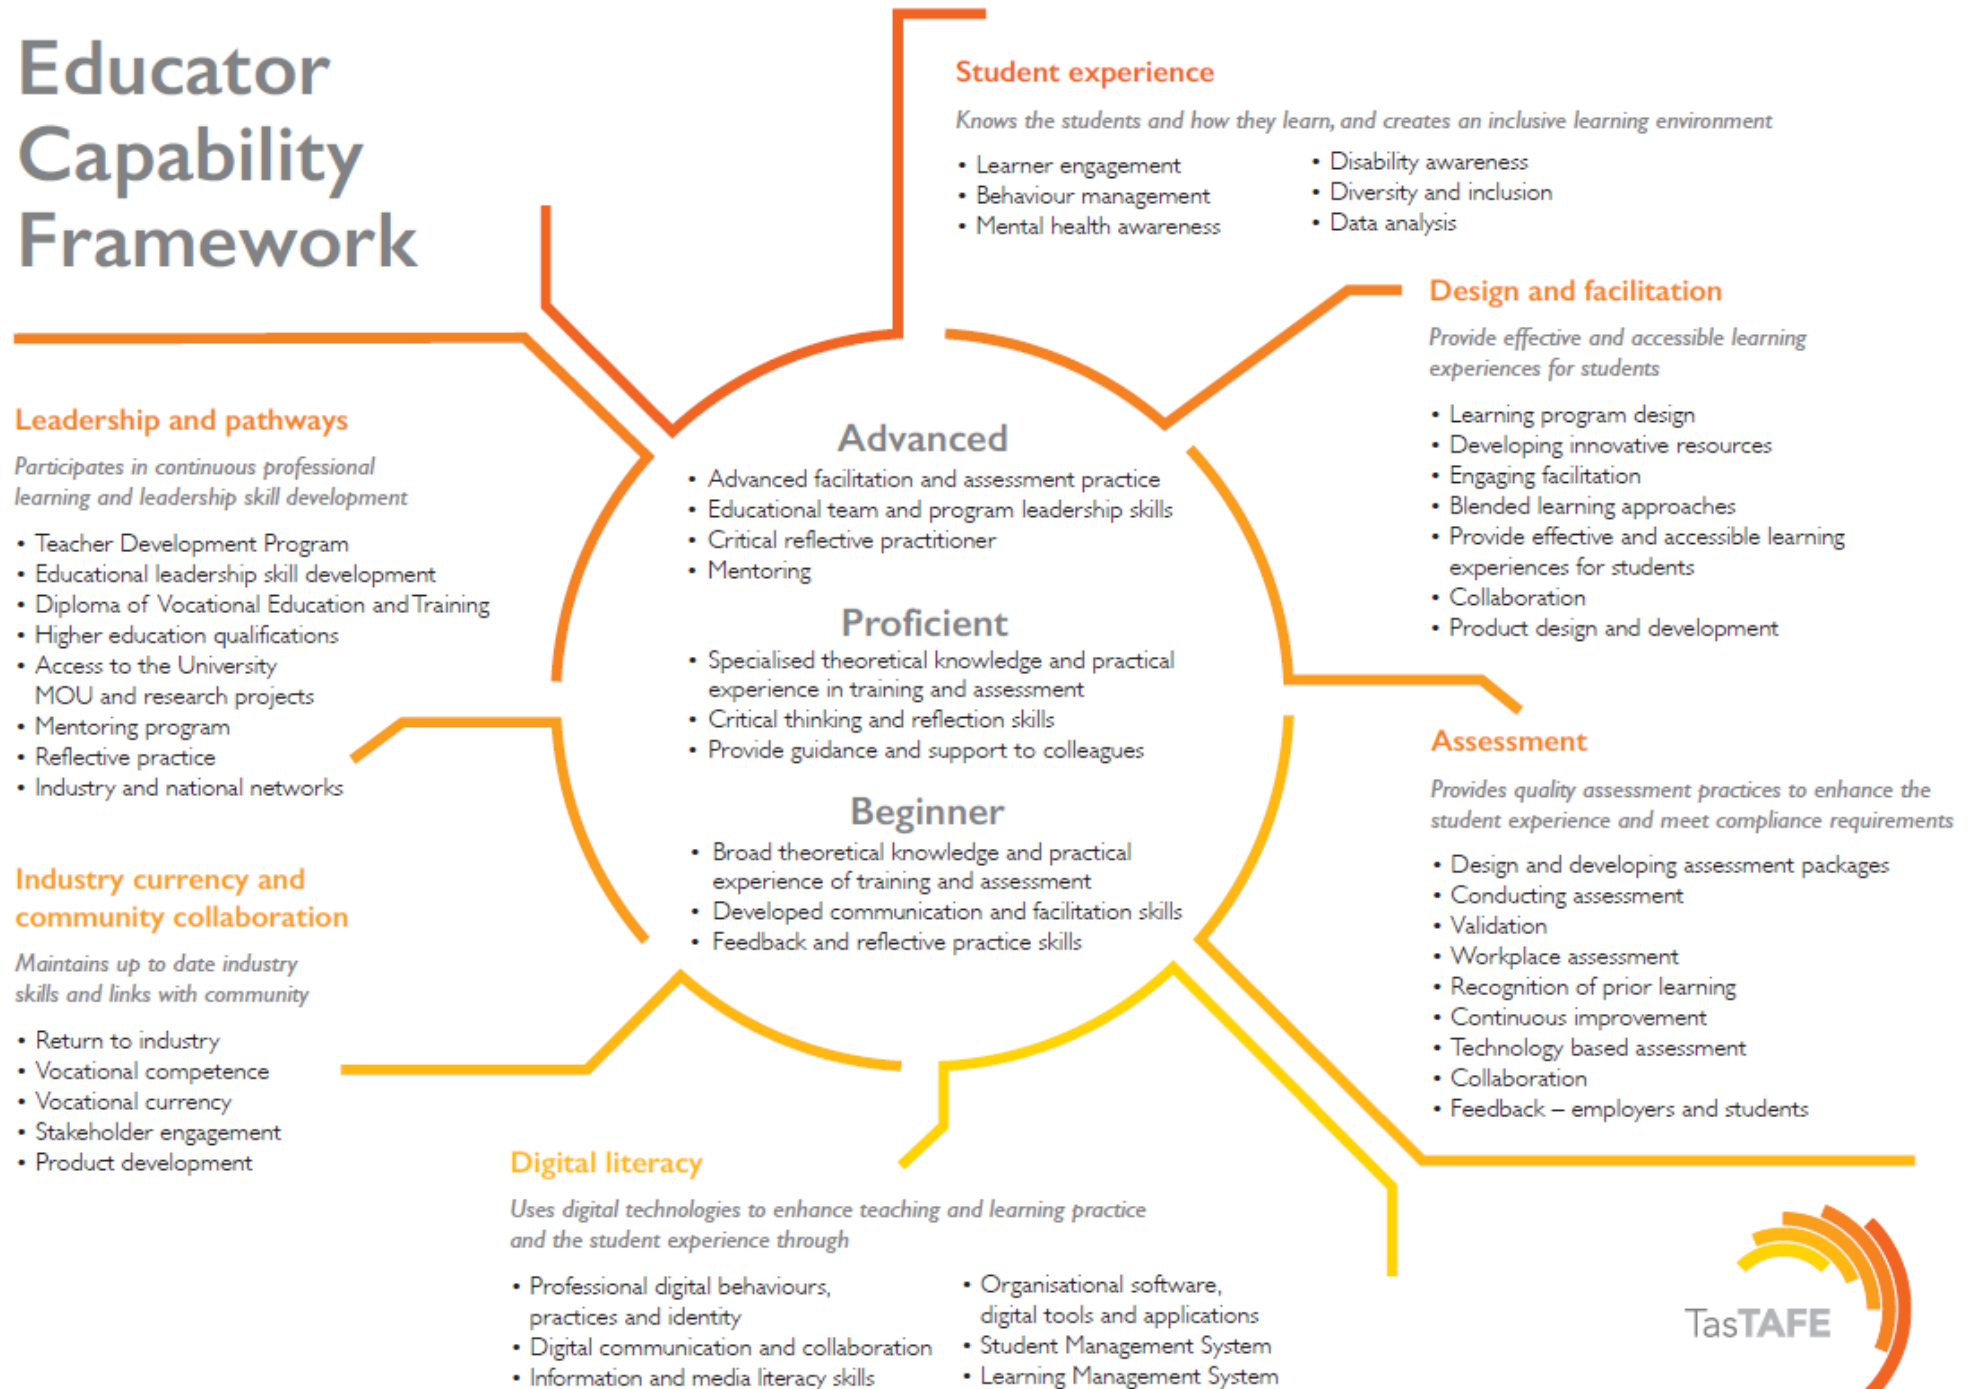 Educator
Capability
Framework
Student experience
Knows the students and how they learn, and creates an inclusive learning environment
• Learner engagement
• Behaviour management
• Mental health awareness
• Disability awareness
• Diversity and inclusion
• Data analysis
Design and facilitation
Provide effective and accessible learning
experiences for students
• Learning program design
• Developing innovative resources
• Engaging facilitation
• Blended learning approaches
• Provide effective and accessible learning
experiences for students
• Collaboration
• Product design and development
Assessment
Provides quality assessment practices to enhance the
student experience and meet compliance requirements
• Design and developing assessment packages
• Conducting assessment
• Validation
• Workplace assessment
• Recognition of prior learning
• Continuous improvement
• Technology based assessment
• Collaboration
• Feedback – employers and students
Leadership and pathways
Participates in continuous professional
learning and leadership skill development
• Teacher Development Program
• Educational leadership skill development
• Diploma of Vocational Education and Training
• Higher education qualifications
• Access to the University
MOU and research projects
• Mentoring program
• Reflective practice
• Industry and national networks
Industry currency and
community collaboration
Maintains up to date industry
skills and links with community
• Return to industry
• Vocational competence
• Vocational currency
• Stakeholder engagement
• Product development
Advanced
• Advanced facilitation and assessment practice
• Educational team and program leadership skills
• Critical reflective practitioner
• Mentoring
Proficient
• Specialised theoretical knowledge and practical
experience in training and assessment
• Critical thinking and reflection skills
• Provide guidance and support to colleagues
Beginner
• Broad theoretical knowledge and practical
experience of training and assessment
• Developed communication and facilitation skills
• Feedback and reflective practice skills
Digital literacy
Uses digital technologies to enhance teaching and learning practice
and the student experience through
• Professional digital behaviours,
practices and identity
• Digital communication and collaboration
• Information and media literacy skills
• Organisational software,
digital tools and applications
• Student Management System
• Learning Management System
TasTAFE